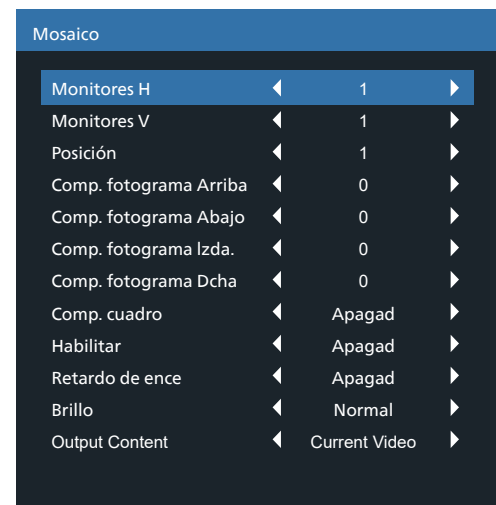 Mosaico
Monitores H 1
Monitores V 1
Posición 1
Comp. fotograma Arriba 0
Comp. fotograma Abajo 0
Comp. fotograma lzda. 0
Comp. fotograma Dcha 0
Comp. cuadro Apagad
Habilitar Apagad
Retardo de ence Apagad
Brillo Normal
Output Content Current Video